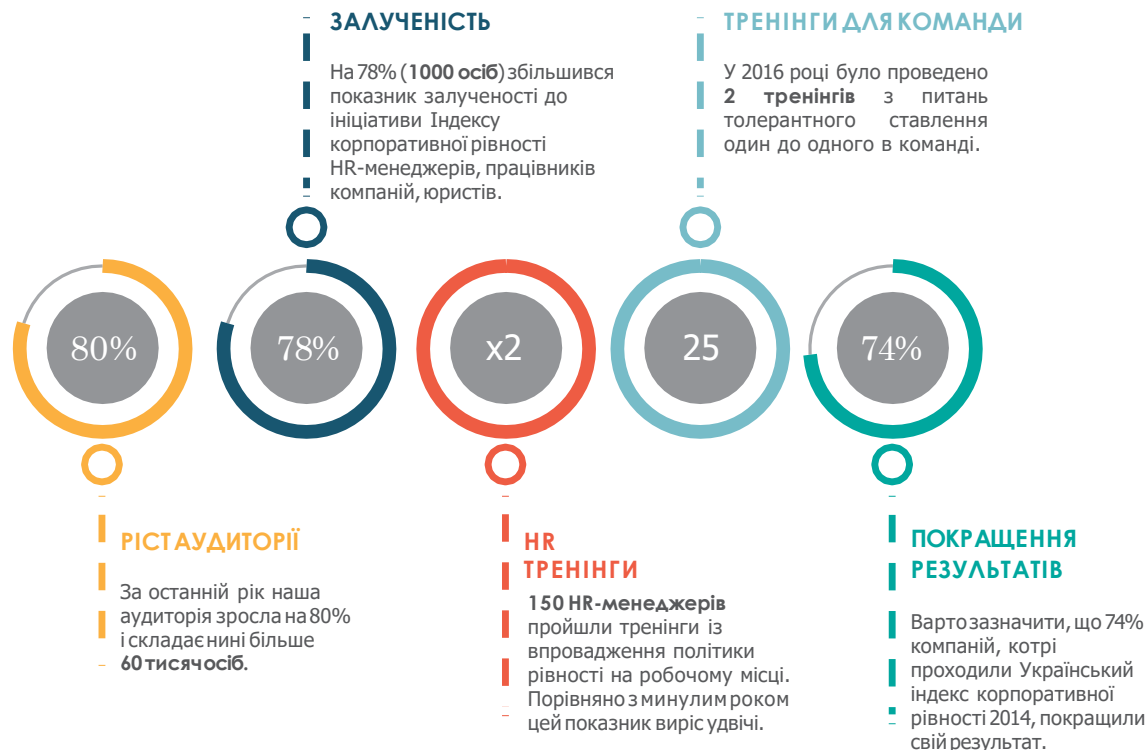 ЗАЛУЧЕНІСТЬ
На 78% (1000 осіб) збільшився
показник залученості до
ініціативи Індексу
корпоративної рівності
HR-менеджерів, працівників
компаній, юристів.
ТРЕНІНГИ ДЛЯ КОМАНДИ
У 2016 році було проведено
2 тренінгів з питань
толерантного ставлення
один до одного в команді.
80%
78%
x2
25
74%
РІСТ АУДИТОРІЇ
За останній рік наша
аудиторія зросла на 80%
і складає нині більше
60 тисяч осіб.
HR
ТРЕНІНГИ
150 HR-менеджерів
пройшли тренінги із
впровадження політики
рівності на робочому місці.
Порівняно з минулим роком
цей показник виріс удвічі.
ПОКРАЩЕННЯ
РЕЗУЛЬТАТІВ
Варто зазначити, що 74%
компаній, котрі
проходили Український
індекс корпоративної
рівності 2014, покращили
свій результат.